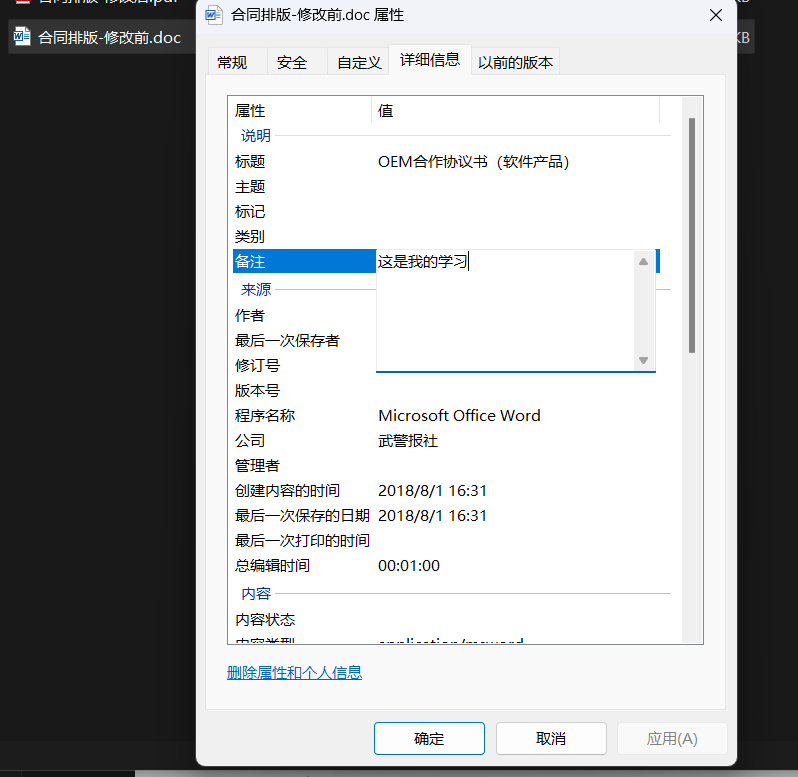 合同排版-修改前.doc 属性
合同排版-修改前.doc
KB
常规 安全 自定义 详细信息 以前的版本
属性 值
说明
标题 OEM合作协议书（软件产品）
主题
标记
类别
备注 这是我的学习
来源
作者
最后一次保存者
修订号
版本号
程序名称 Microsoft Office Word
公司 武警报社
管理者
创建内容的时间 2018/8/1 16:31
最后一次保存的日期 2018/8/1 16:31
最后一次打印的时间
总编辑时间 00:01:00
内容
内容状态
内容类型 application/msword
删除属性和个人信息
确定 取消 应用(A)